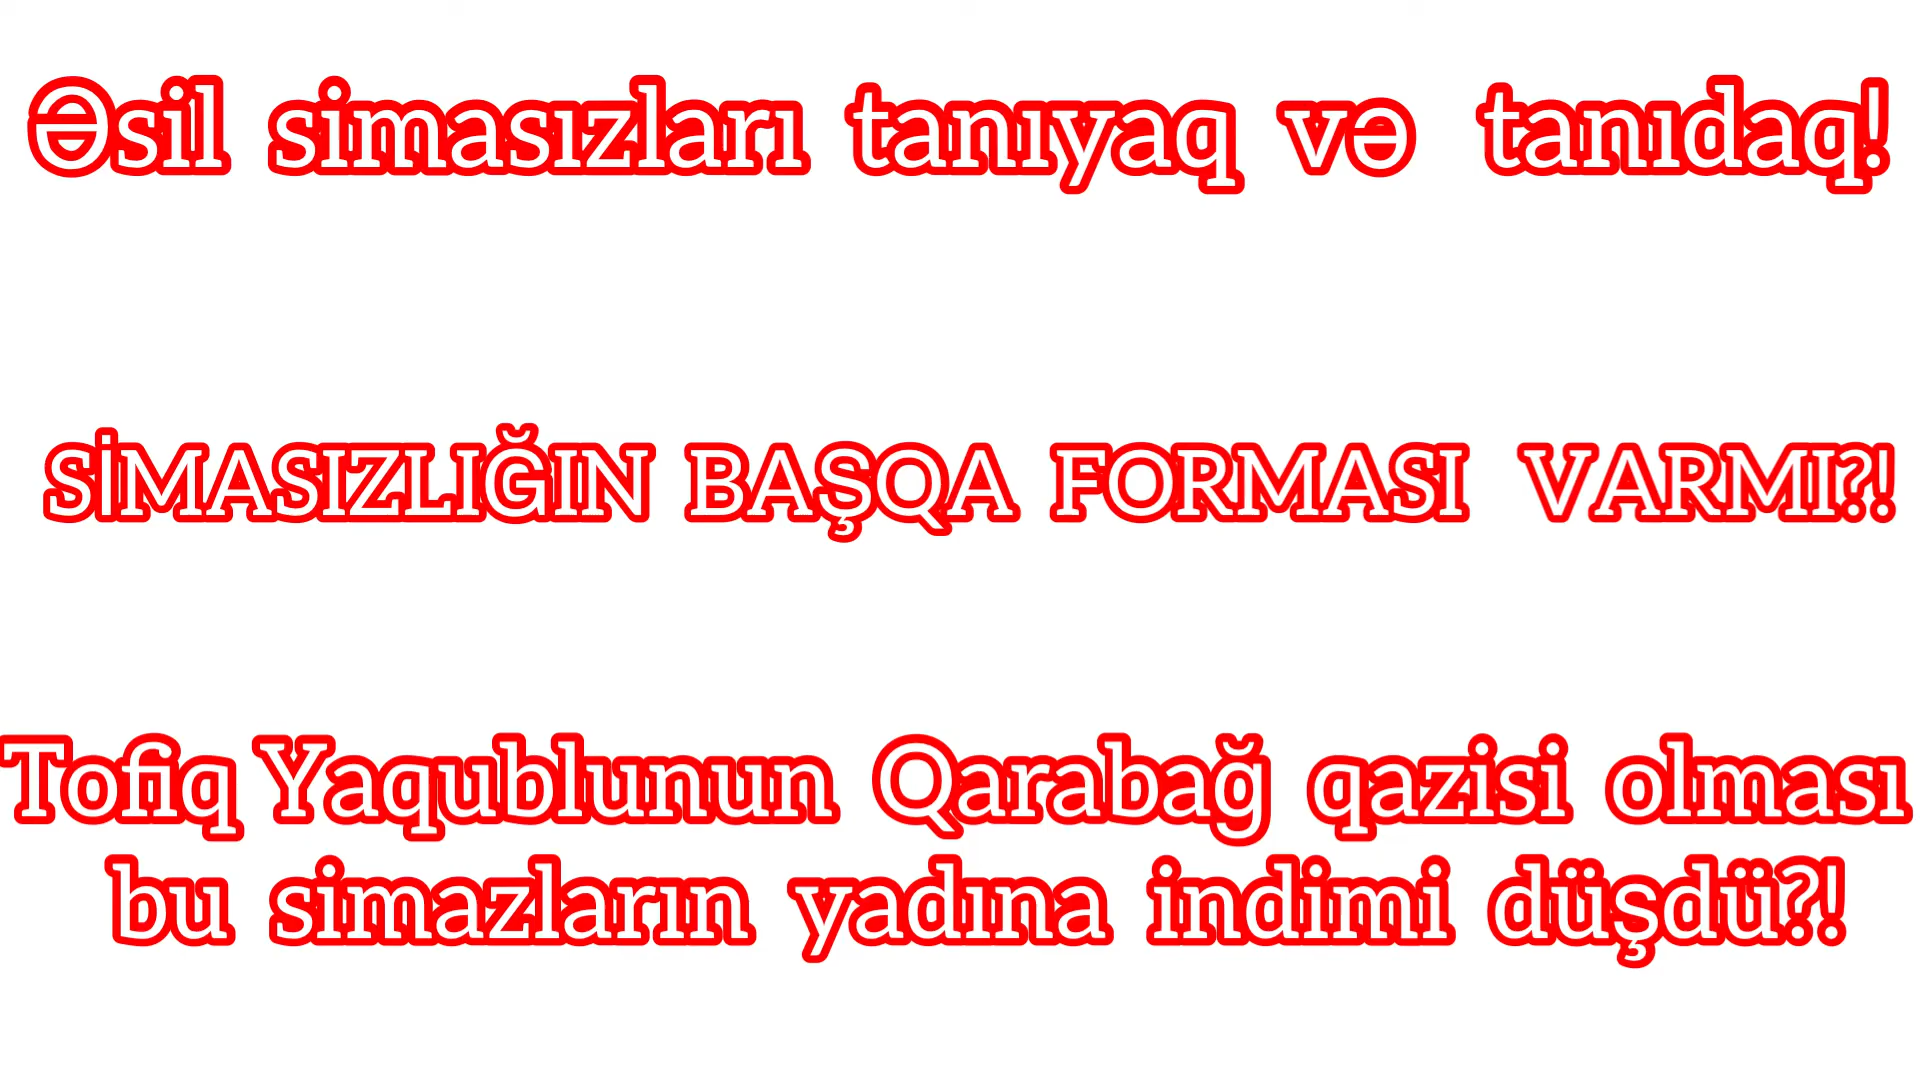 Əsil simasızları tanıyaq və tanıdaq!
SİMASIZLIĞIN BAŞQA FORMASI VARMI?!
Tofiq Yaqublunun Qarabağ qazisi olması
bu simazların yadına indimi düşdü?!